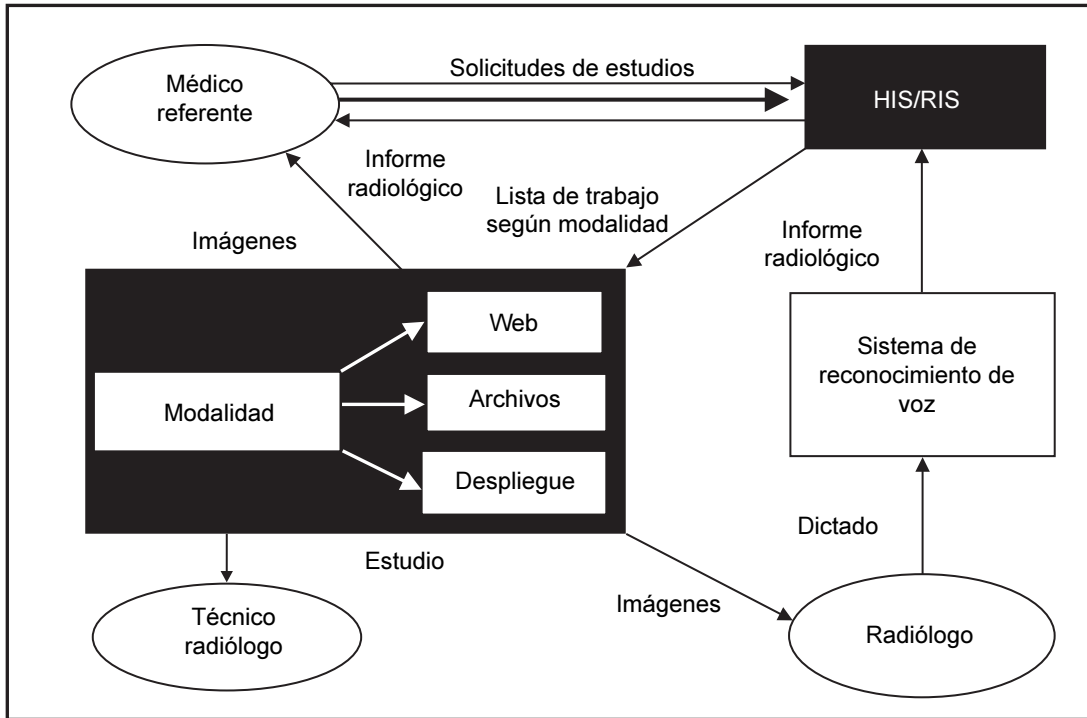 Médico
referente
Solicitudes de estudios
HIS/RIS
Informe
radiológico
Lista de trabajo
según modalidad
Imágenes
Informe
radiológico
Web
Modalidad
Archivos
Despliegue
Sistema de
reconocimiento de
voz
Estudio
Dictado
Imágenes
Técnico
radiólogo
Radiólogo